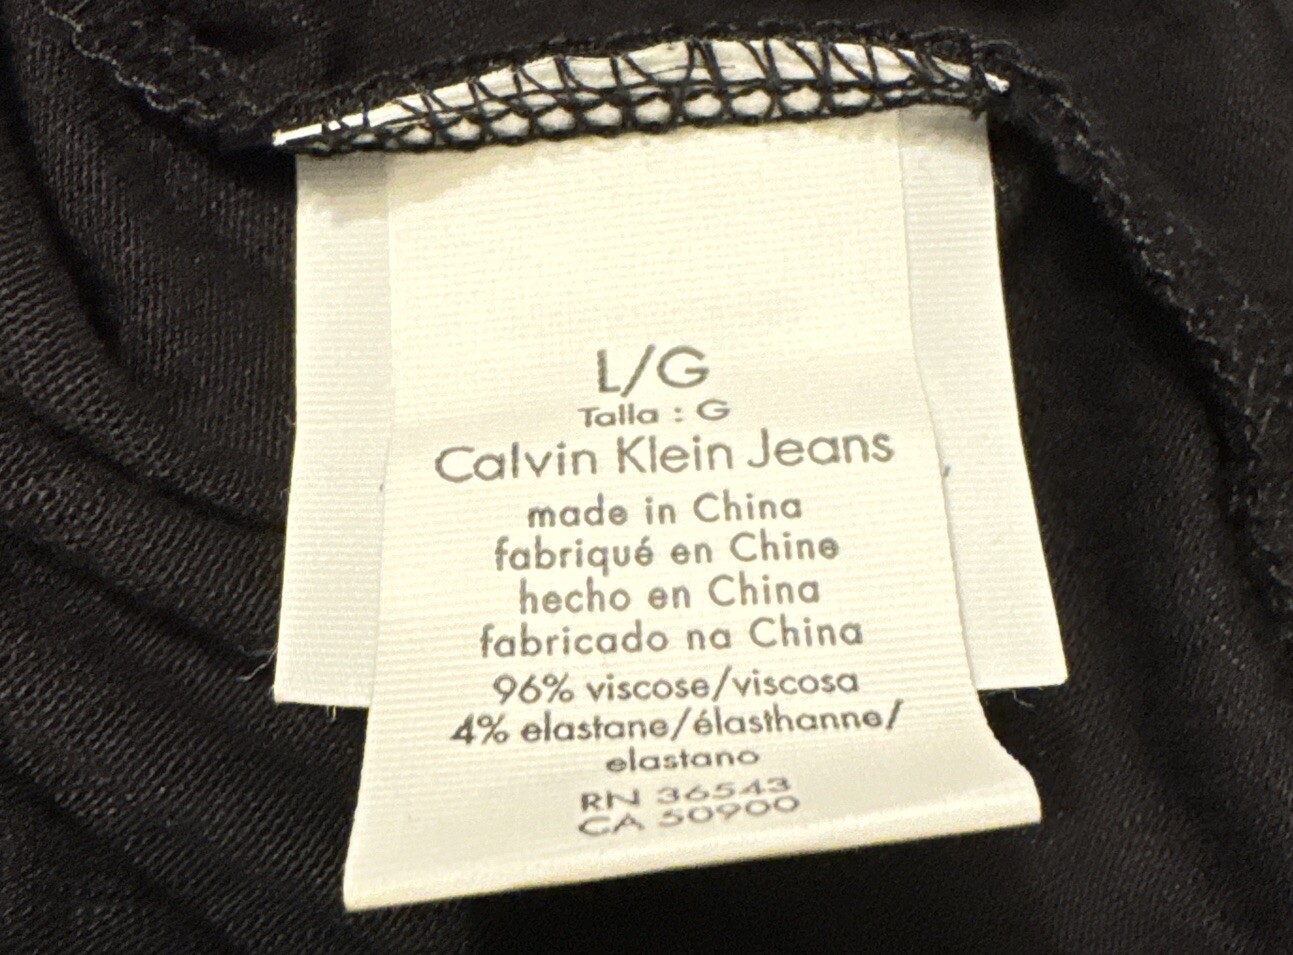 L/G
Talla : G
Calvin Klein Jeans
made in China
fabriqué en Chine
hecho en China
fabricado na China
96% viscose/viscosa
4% elastane/élasthanne/
elastano
RN 36543
CA 50900